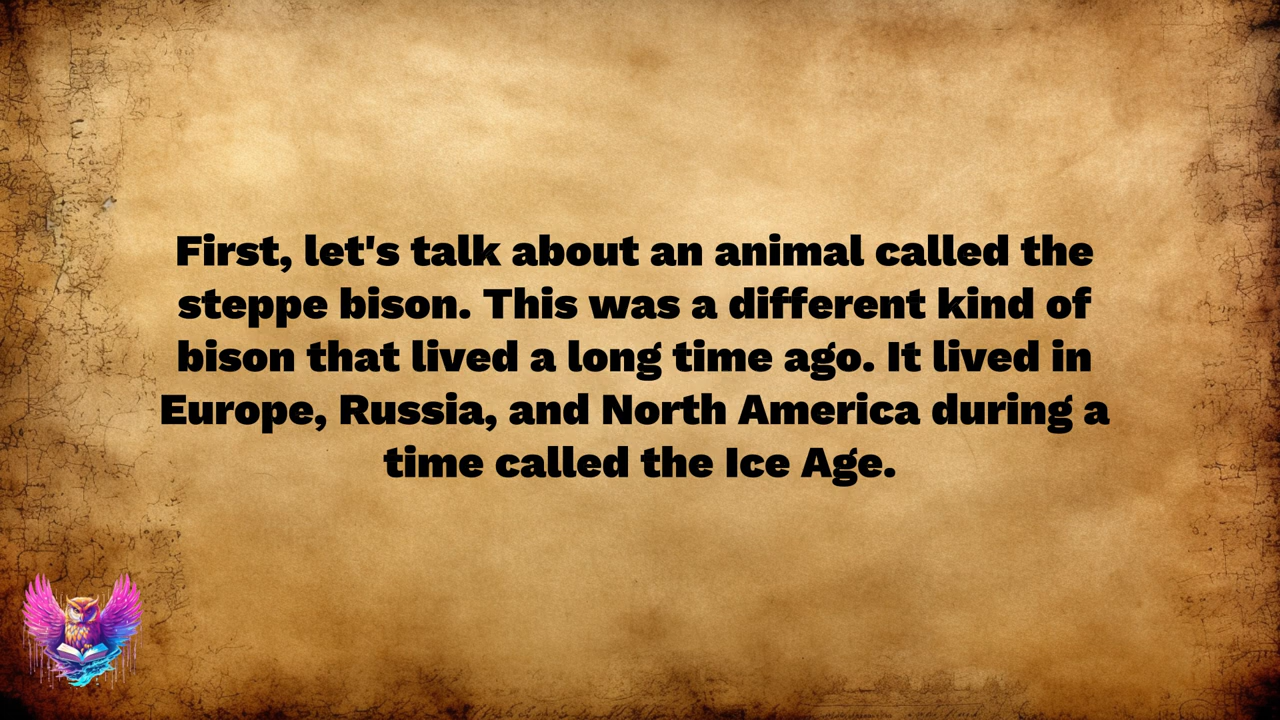 First, let's talk about an animal called the
steppe bison. This was a different kind of
bison that lived a long time ago. It lived in
Europe, Russia, and North America during a
time called the Ice Age.